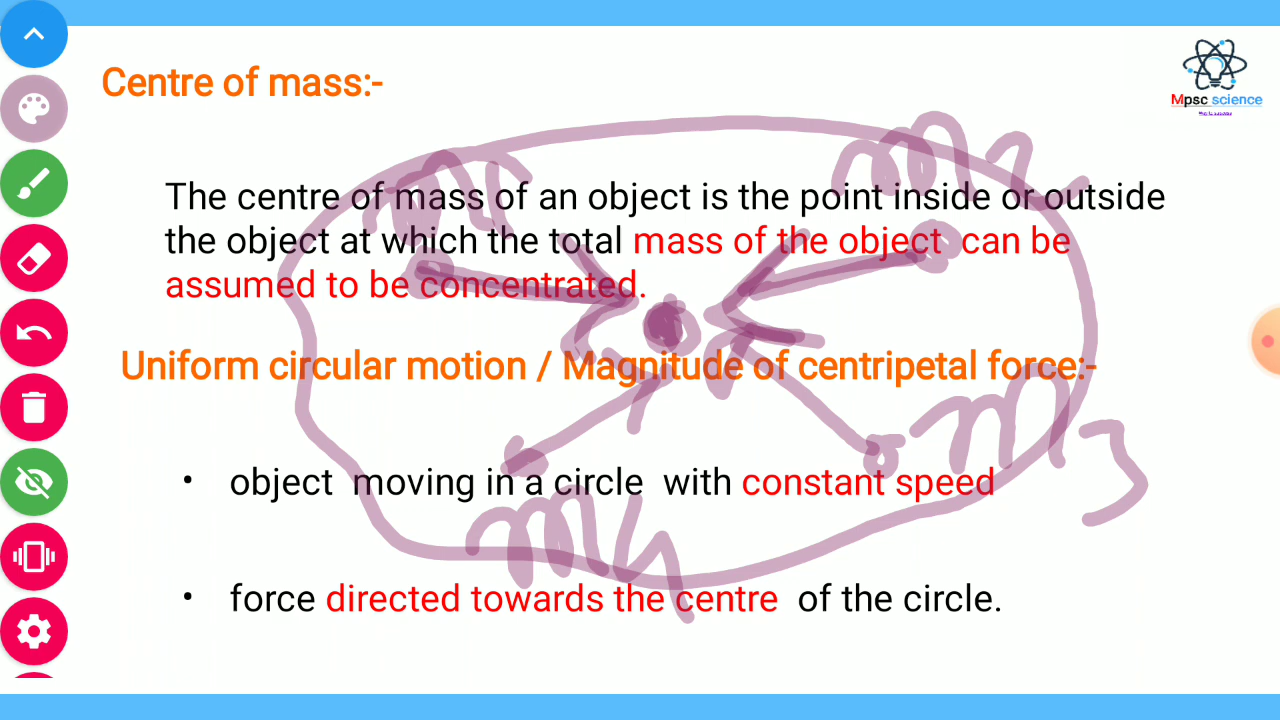 Centre of mass:-
Mpsc science
m1
m2
The centre of mass of an object is the point inside or outside
the object at which the total mass of the object can be
assumed to be concentrated.
Uniform circular motion / Magnitude of centripetal force:-
m3
• object moving in a circle with constant speed
m4
• force directed towards the centre of the circle.